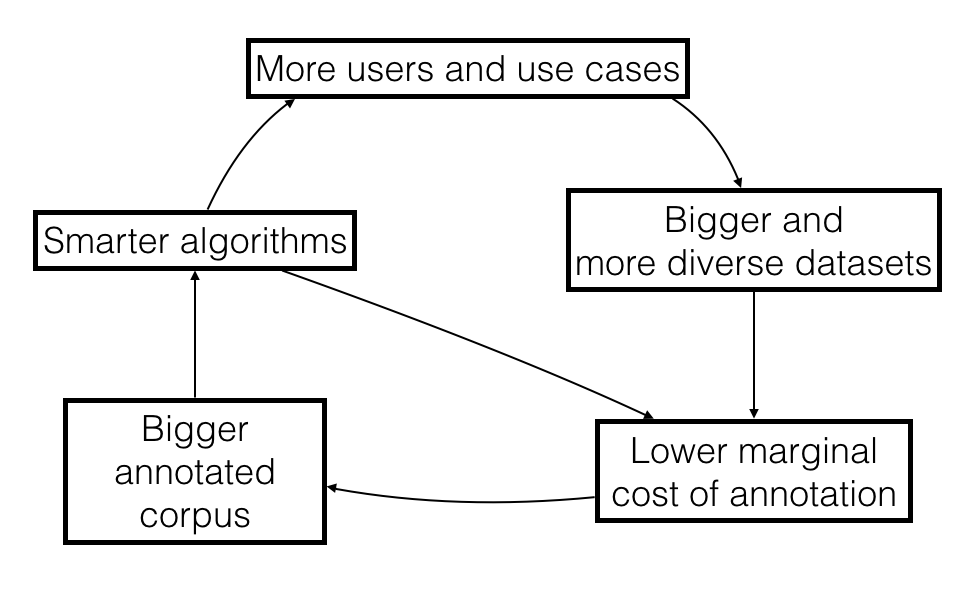 More users and use cases
Smarter algorithms
Bigger and
more diverse datasets
Bigger
annotated
corpus
Lower marginal
cost of annotation